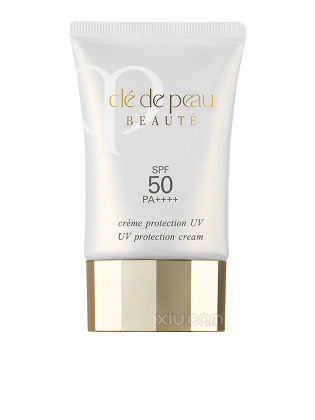 clé de peau
BEAUTÉ
SPF
50
PA++++
crème protection UV
UV protection cream
xiu.com